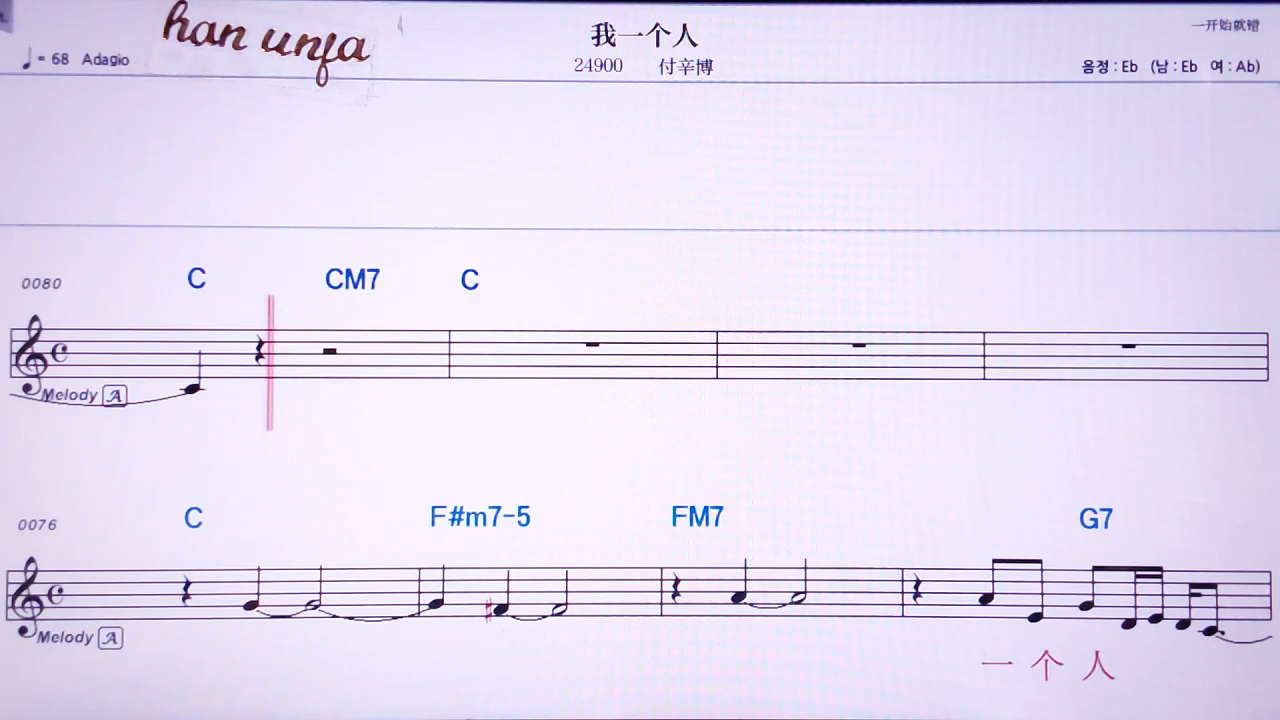 han unja
我一个人
一开始就错
♩= 68 Adagio
24900 付辛博
음정 : Eb (남 : Eb 여 : Ab)
0080 C CM7 C
Melody A
0076 C F#m7-5 FM7 G7
Melody A
一 个 人